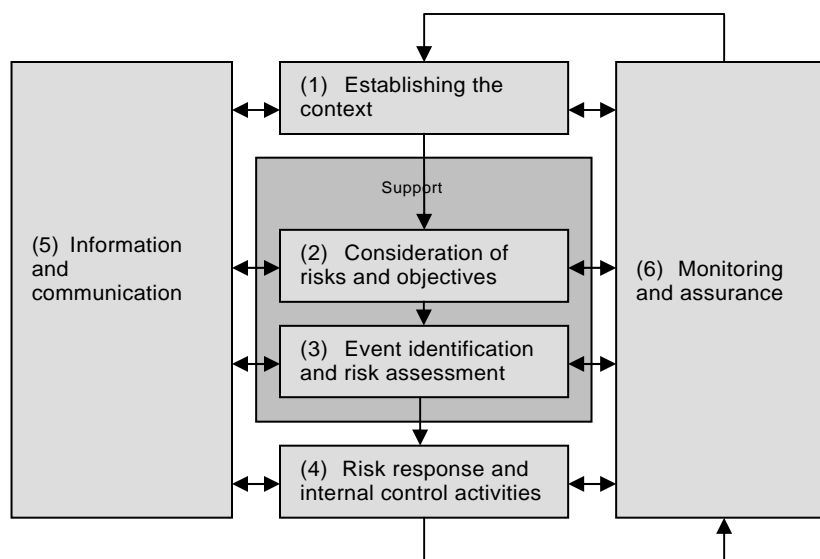 (1) Establishing the
context
Support
(5) Information
and
communication
(2) Consideration of
risks and objectives
(6) Monitoring
and assurance
(3) Event identification
and risk assessment
(4) Risk response and
internal control activities